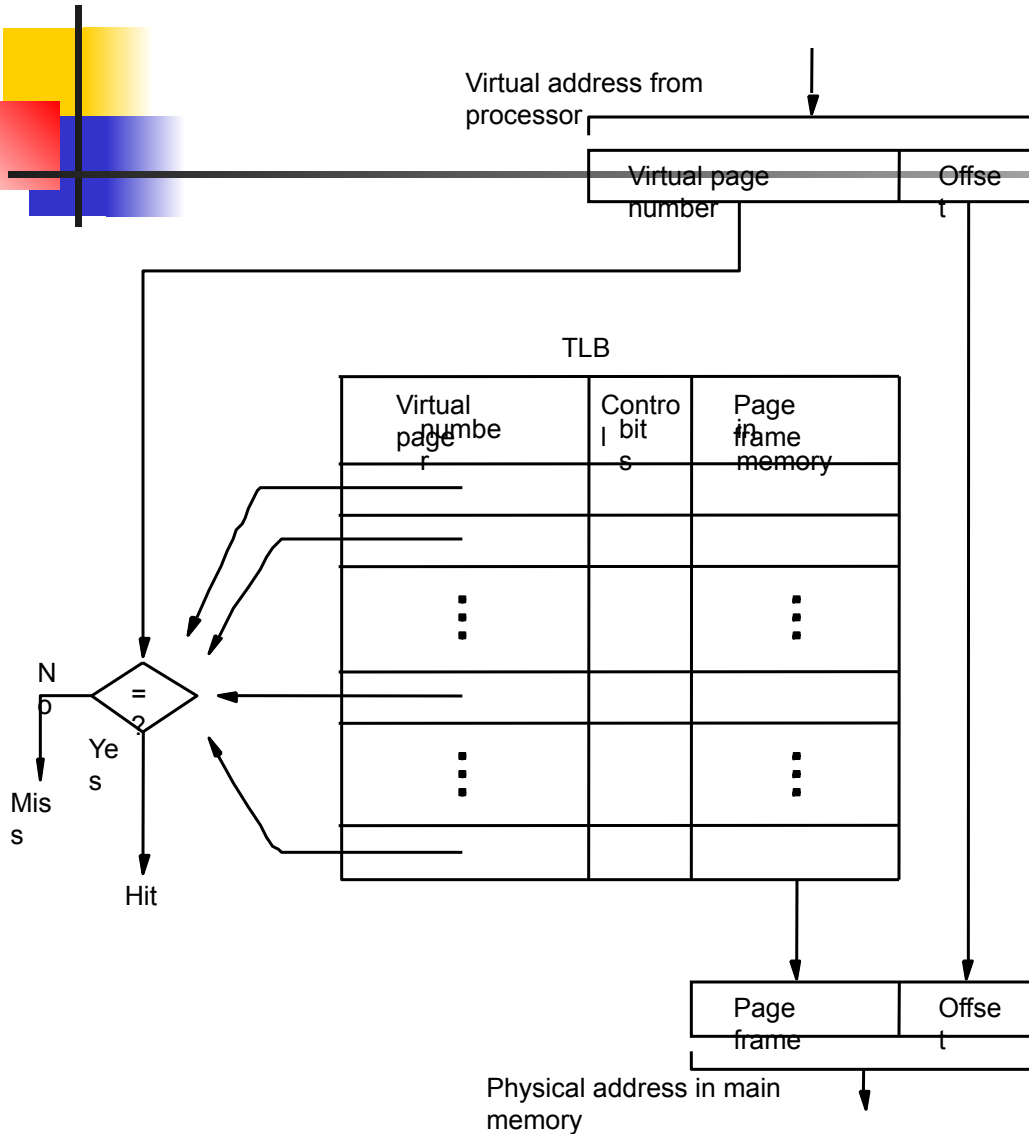 Virtual address from
processor
Virtual page
number
Offse
t
TLB
Virtual
page
numbe
r
Contro
l
bit
s
Page
frame
in
memory
N
o
=
?
Ye
s
Mis
s
Hit
Page
frame
Offse
t
Physical address in main
memory